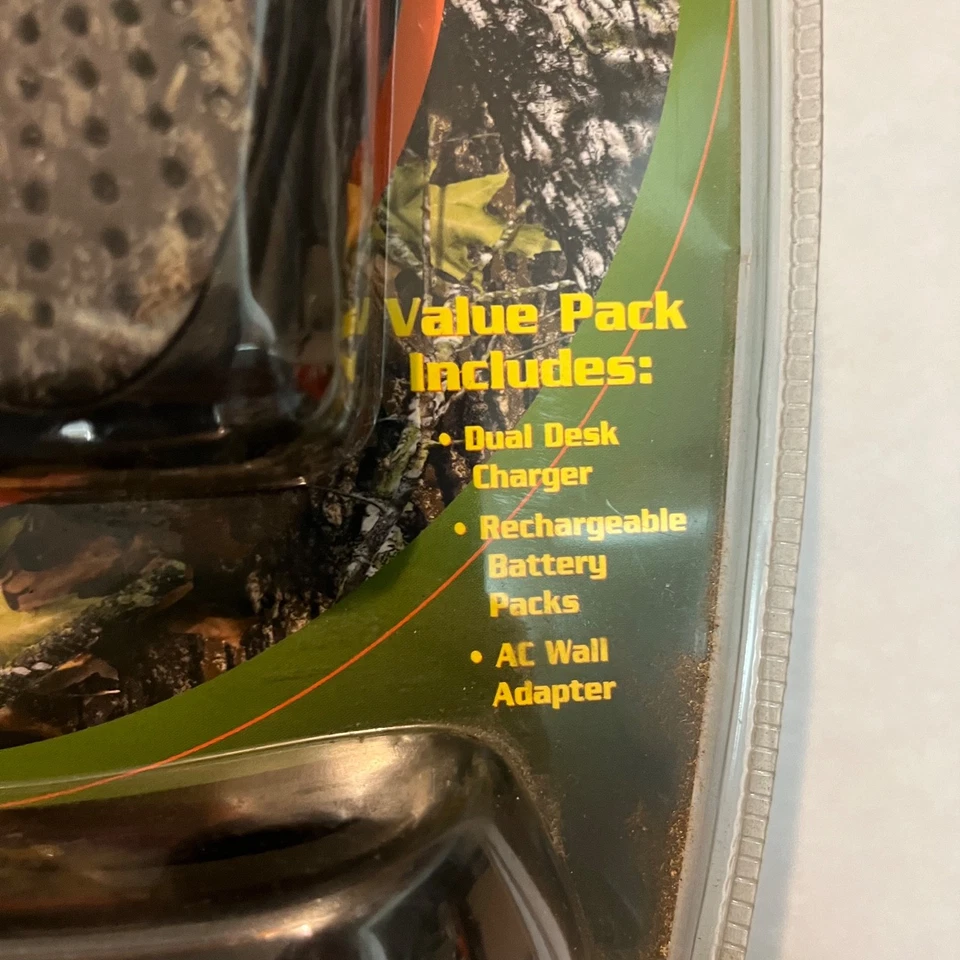 Value Pack
Includes:
• Dual Desk
Charger
• Rechargeable
Battery
Packs
• AC Wall
Adapter